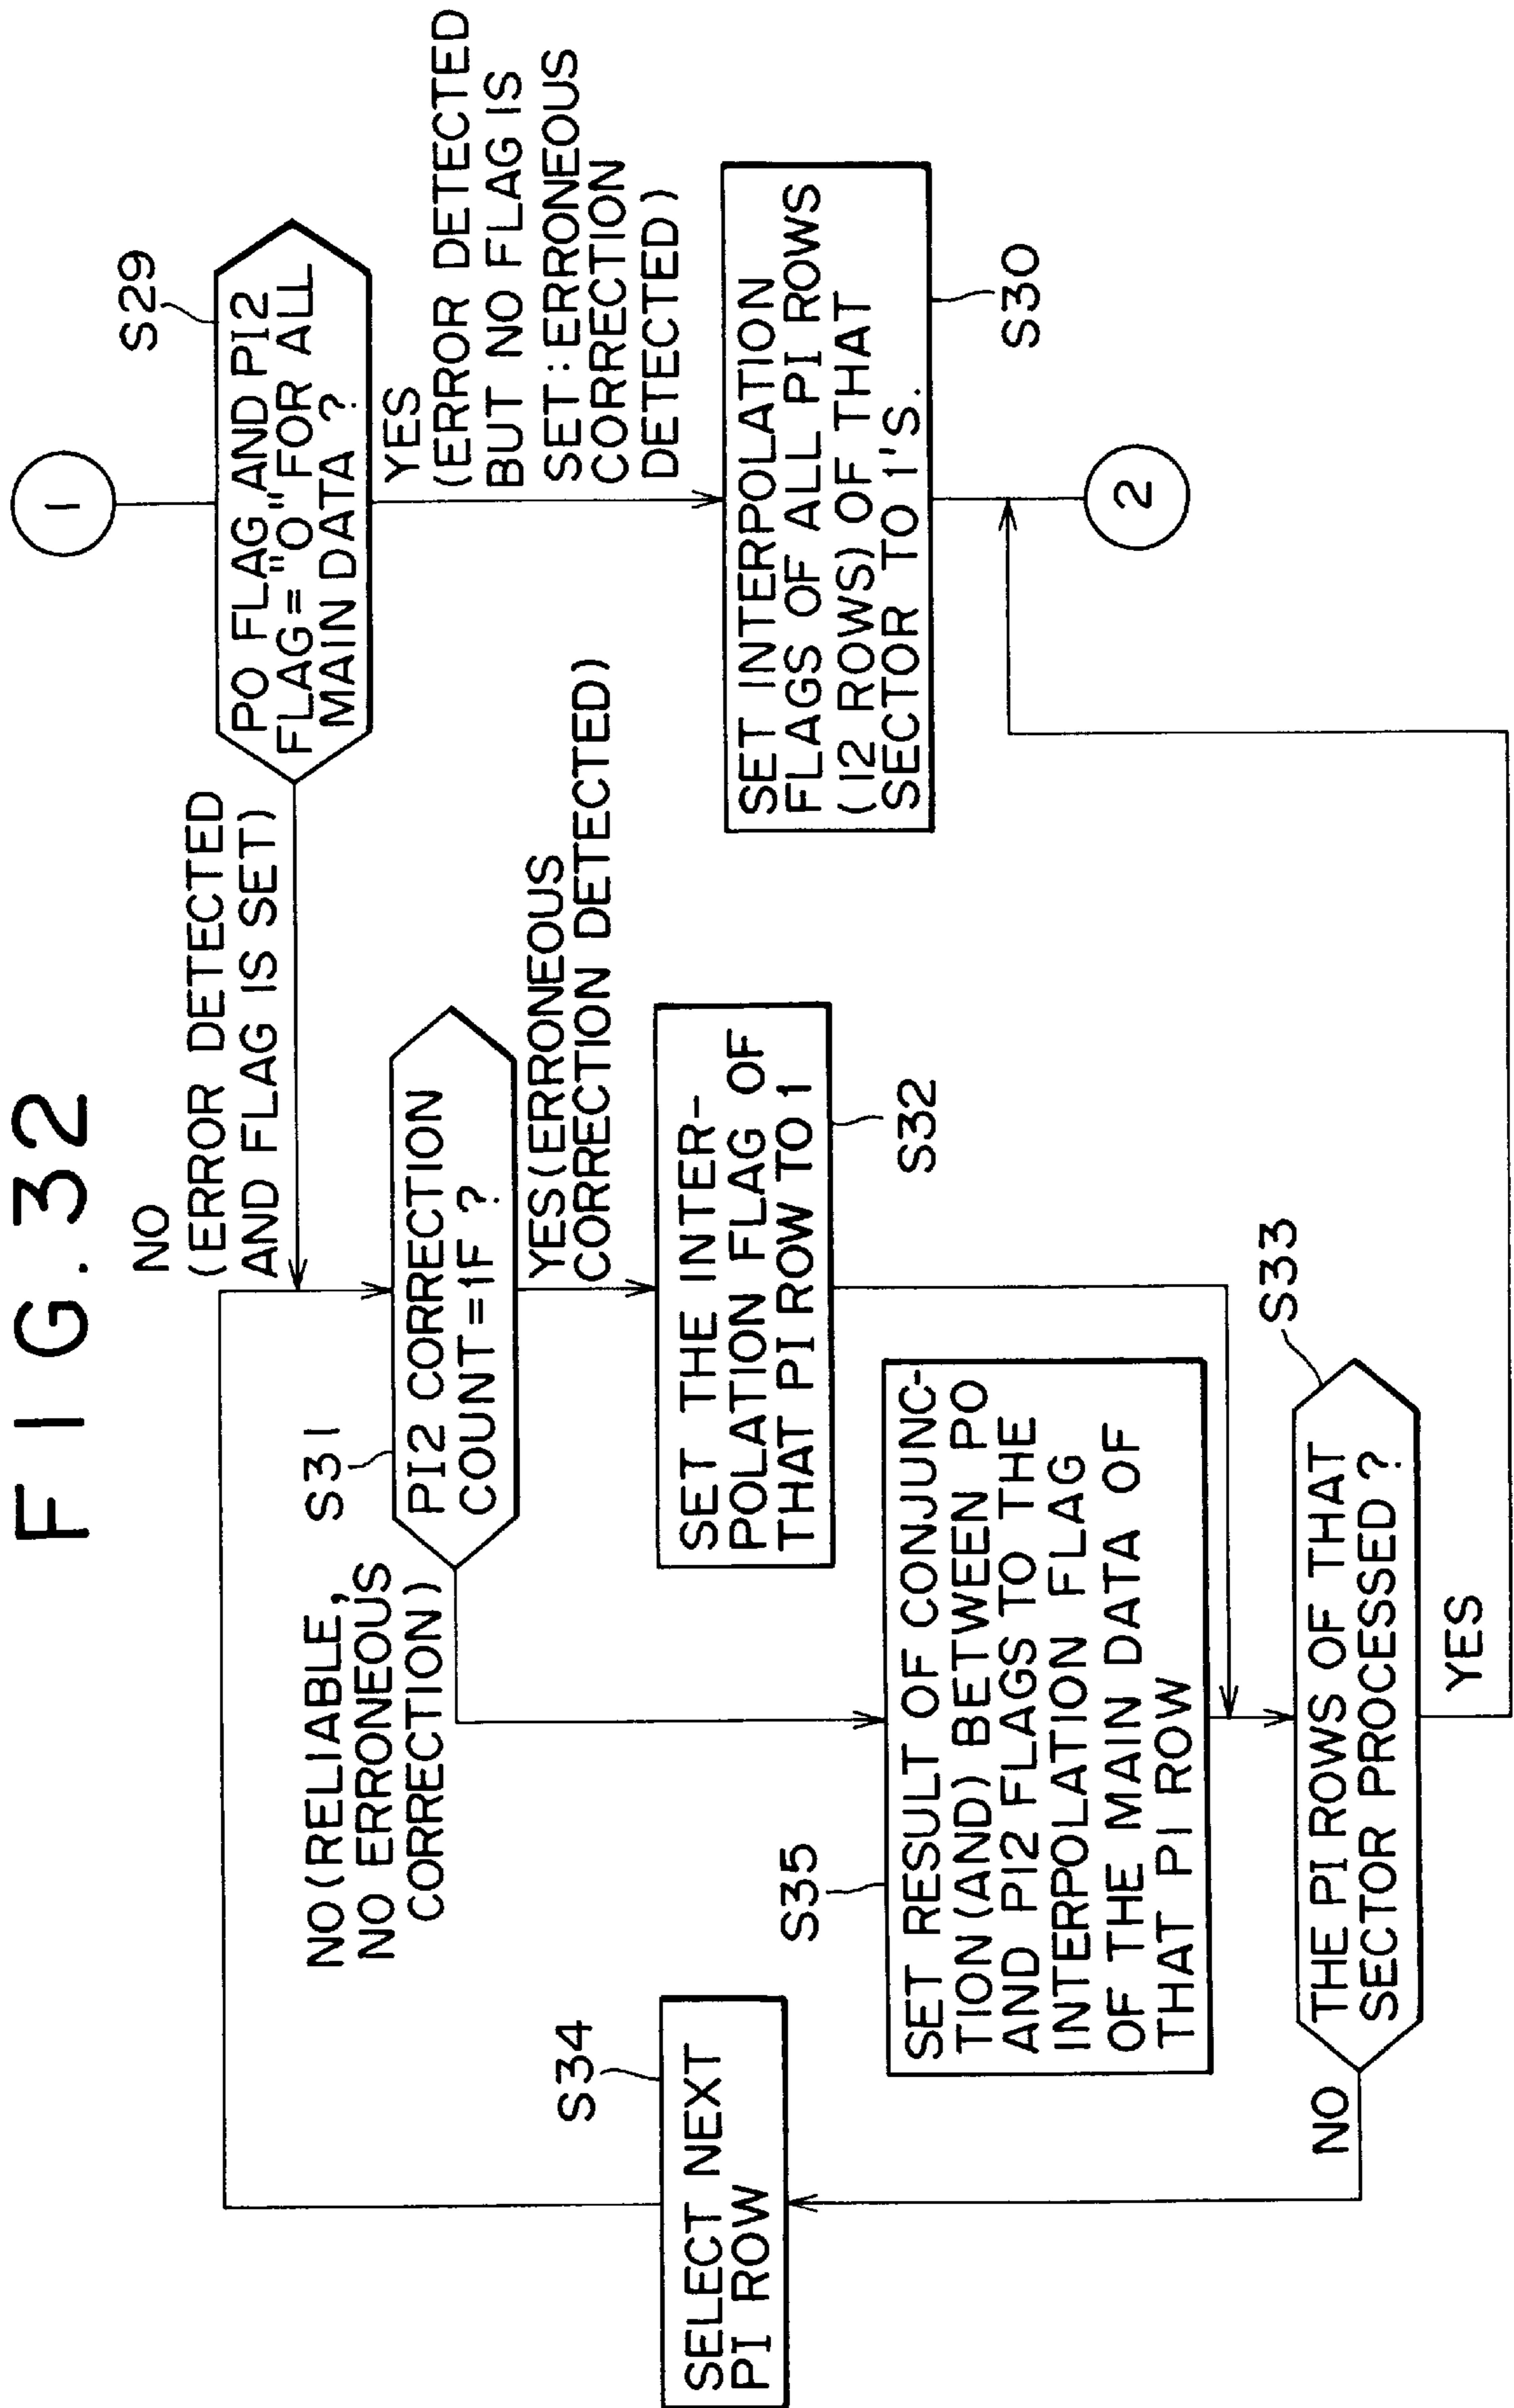 FIG.32
1
S29
PO FLAG AND PI2
FLAG="0" FOR ALL
MAIN DATA ?
NO
(ERROR DETECTED
AND FLAG IS SET)
YES
(ERROR DETECTED
BUT NO FLAG IS
SET:ERRONEOUS
CORRECTION
DETECTED)
S31
PI2 CORRECTION
COUNT=1F ?
NO(RELIABLE,
NO ERRONEOUS
CORRECTION)
YES(ERRONEOUS
CORRECTION DETECTED)
SET THE INTER-
POLATION FLAG OF
THAT PI ROW TO 1
S32
SET INTERPOLATION
FLAGS OF ALL PI ROWS
(12 ROWS) OF THAT
SECTOR TO 1'S.
S30
2
S34
SELECT NEXT
PI ROW
S35
SET RESULT OF CONJUNC-
TION(AND) BETWEEN PO
AND PI2 FLAGS TO THE
INTERPOLATION FLAG
OF THE MAIN DATA OF
THAT PI ROW
S33
THE PI ROWS OF THAT
SECTOR PROCESSED ?
NO
YES